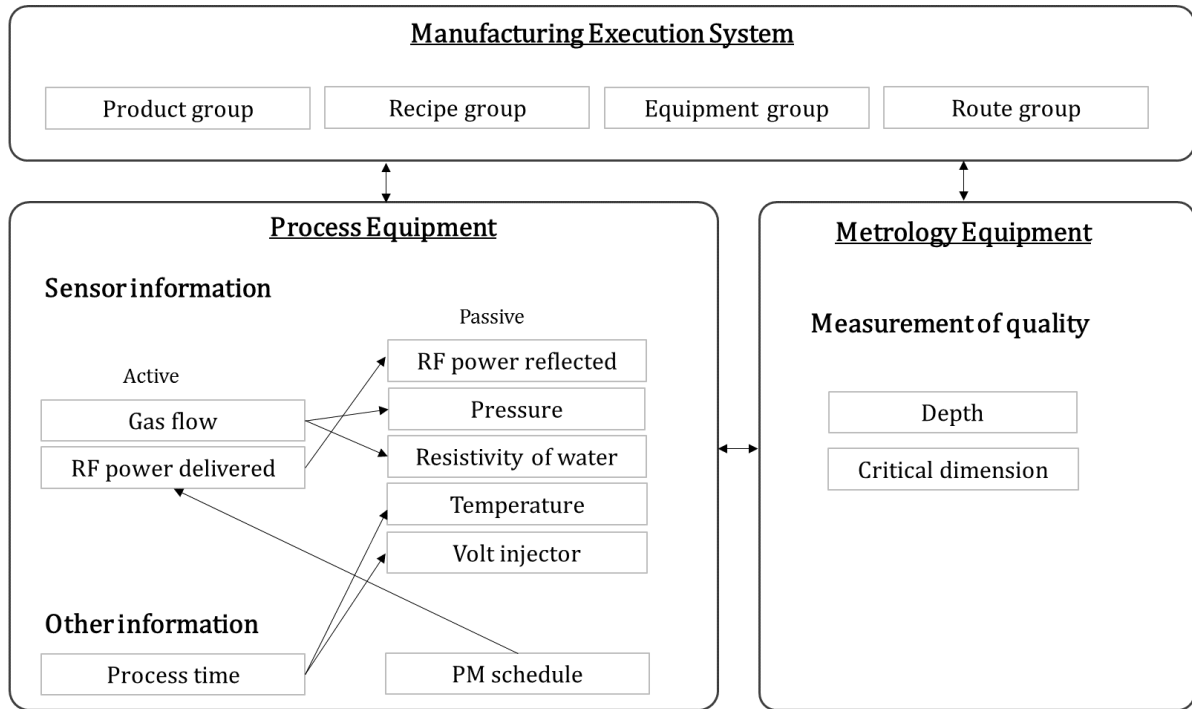 Manufacturing Execution System
Product group
Recipe group
Equipment group
Route group
Process Equipment
Sensor information
Active
Gas flow
RF power delivered
Passive
RF power reflected
Pressure
Resistivity of water
Temperature
Volt injector
Other information
Process time
PM schedule
Metrology Equipment
Measurement of quality
Depth
Critical dimension